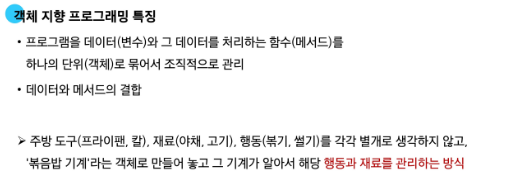 객체 지향 프로그래밍 특징
• 프로그램을 데이터(변수)와 그 데이터를 처리하는 함수(메서드)를
하나의 단위(객체)로 묶어서 조직적으로 관리
• 데이터와 메서드의 결합
➢ 주방 도구(프라이팬, 칼), 재료(야채, 고기), 행동(볶기, 썰기)를 각각 별개로 생각하지 않고,
'볶음밥 기계'라는 객체로 만들어 놓고 그 기계가 알아서 해당 행동과 재료를 관리하는 방식